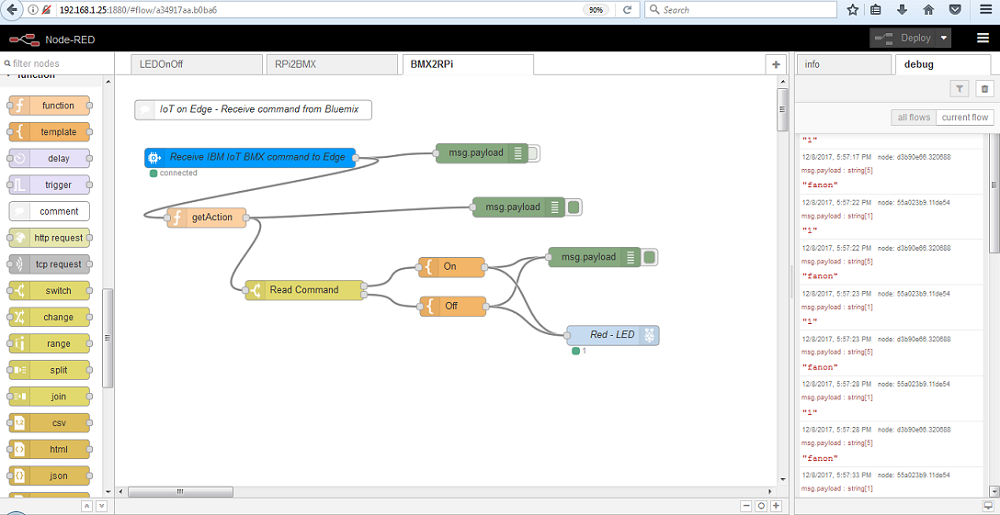 192.168.1.25:1880/#flow/a34917aa.b0ba6
90%
Search
Node-RED
Deploy
filter nodes
function
function
template
delay
trigger
comment
http request
tcp request
switch
change
range
split
join
csv
html
json
LEDOnOff
RPi2BMX
BMX2RPi
IoT on Edge - Receive command from Bluemix
Receive IBM IoT BMX command to Edge
connected
msg.payload
getAction
msg.payload
msg.payload
Read Command
On
Off
Red - LED
1
info
debug
all flows
current flow
"1"
12/8/2017, 5:57:17 PM node: d3b90e66.320688
msg.payload : string[5]
"fanon"
12/8/2017, 5:57:22 PM node: 55a023b9.11de54
msg.payload : string[1]
"1"
12/8/2017, 5:57:22 PM node: d3b90e66.320688
msg.payload : string[5]
"fanon"
12/8/2017, 5:57:23 PM node: 55a023b9.11de54
msg.payload : string[1]
"1"
12/8/2017, 5:57:23 PM node: d3b90e66.320688
msg.payload : string[5]
"fanon"
12/8/2017, 5:57:28 PM node: 55a023b9.11de54
msg.payload : string[1]
"1"
12/8/2017, 5:57:28 PM node: d3b90e66.320688
msg.payload : string[5]
"fanon"
12/8/2017, 5:57:33 PM node: 55a023b9.11de54
msg.payload : string[1]